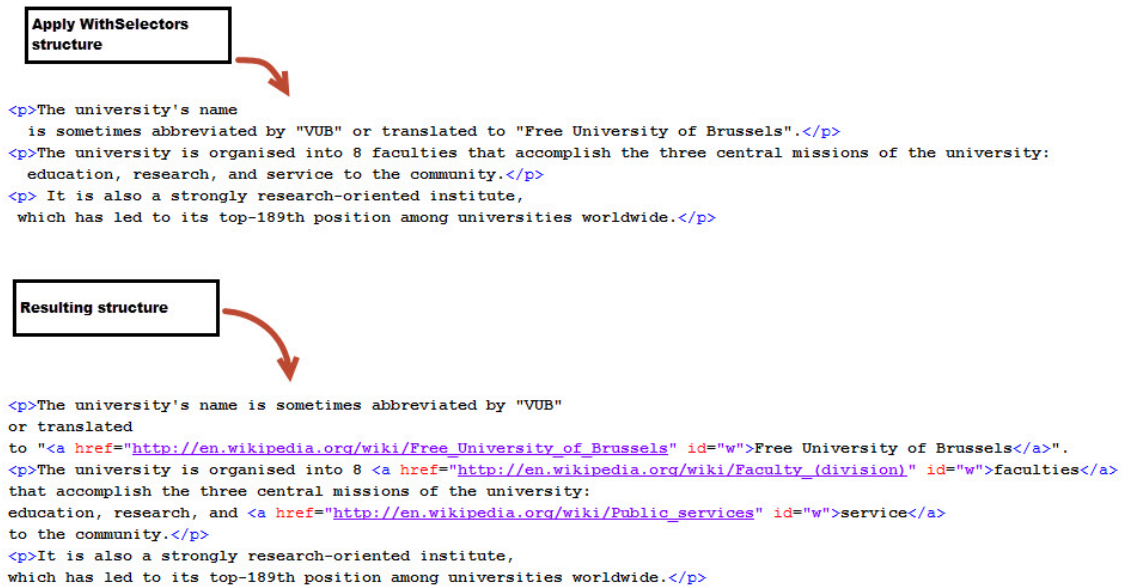 Apply WithSelectors
structure
<p>The university's name
is sometimes abbreviated by "VUB" or translated to "Free University of Brussels".</p>
<p>The university is organised into 8 faculties that accomplish the three central missions of the university:
education, research, and service to the community.</p>
<p> It is also a strongly research-oriented institute,
which has led to its top-189th position among universities worldwide.</p>
Resulting structure
<p>The university's name is sometimes abbreviated by "VUB"
or translated
to "<a href="http://en.wikipedia.org/wiki/Free_University_of_Brussels" id="w">Free University of Brussels</a>".
<p>The university is organised into 8 <a href="http://en.wikipedia.org/wiki/Faculty_(division)" id="w">faculties</a>
that accomplish the three central missions of the university:
education, research, and <a href="http://en.wikipedia.org/wiki/Public_services" id="w">service</a>
to the community.</p>
<p>It is also a strongly research-oriented institute,
which has led to its top-189th position among universities worldwide.</p>